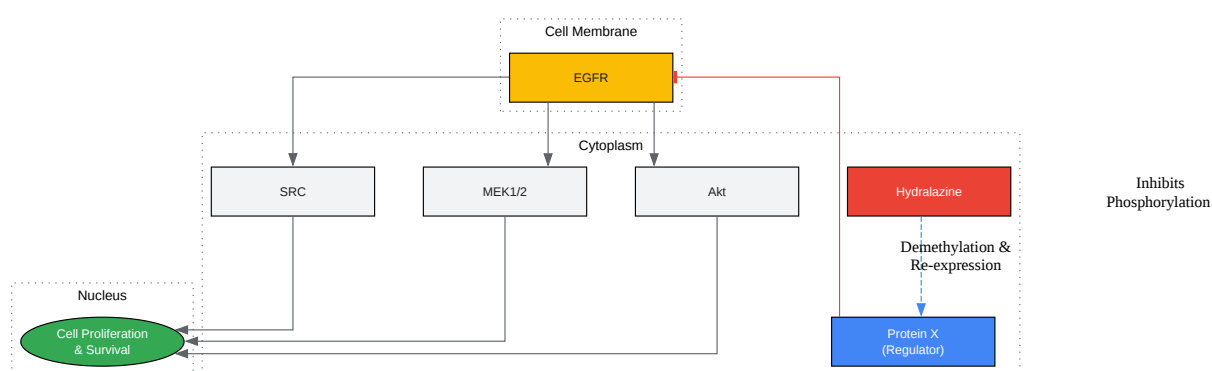 Cell Membrane
EGFR
Cytoplasm
SRC
MEK1/2
Akt
Hydralazine
Inhibits
Phosphorylation
Demethylation &
Re-expression
Nucleus
Cell Proliferation
& Survival
Protein X
(Regulator)